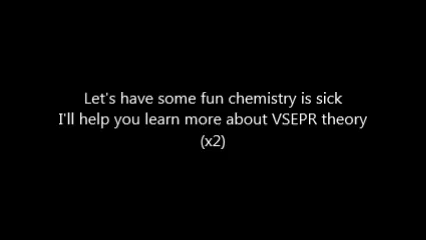 Let's have some fun chemistry is sick
I'll help you learn more about VSEPR theory
(x2)